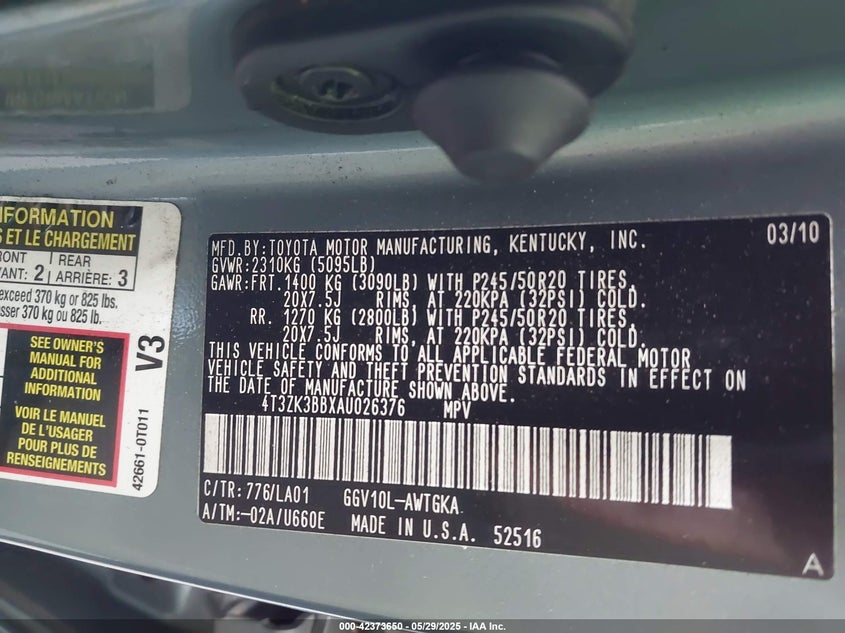 NFORMATION
S ET LE CHARGEMENT
RONT REAR
VANT: 2 ARRIÈRE: 3
exceed 370 kg or 825 lbs.
sser 370 kg ou 825 lb.
SEE OWNER'S
MANUAL FOR
ADDITIONAL
INFORMATION
VOIR LE MANUEL
DE L'USAGER
POUR PLUS DE
RENSEIGNEMENTS
V3
42661-0T011
MFD.BY:TOYOTA MOTOR MANUFACTURING, KENTUCKY, INC. 03/10
GVWR:2310KG (5095LB)
GAWR:FRT.1400 KG (3090LB) WITH P245/50R20 TIRES,
20X7.5J RIMS, AT 220KPA (32PSI) COLD.
RR. 1270 KG (2800LB) WITH P245/50R20 TIRES,
20X7.5J RIMS, AT 220KPA (32PSI) COLD.
THIS VEHICLE CONFORMS TO ALL APPLICABLE FEDERAL MOTOR
VEHICLE SAFETY AND THEFT PREVENTION STANDARDS IN EFFECT ON
THE DATE OF MANUFACTURE SHOWN ABOVE.
4T3ZK3BBXAU026376 MPV
C/TR:776/LA01 GGV10L-AWTGKA
A/TM:-02A/U660E MADE IN U.S.A. 52516
A
000-42373650 - 05/29/2025 - IAA Inc.